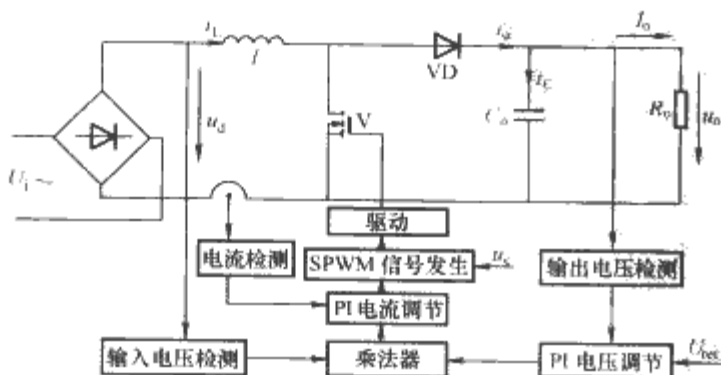 i_L
I_o
l
VD
i_d
i_c
u_d
V
C_o
R_o
u_o
U_i ~
驱动
电流检测
SPWM 信号发生
u_s
输出电压检测
PI 电流调节
输入电压检测
乘法器
PI 电压调节
U_ref